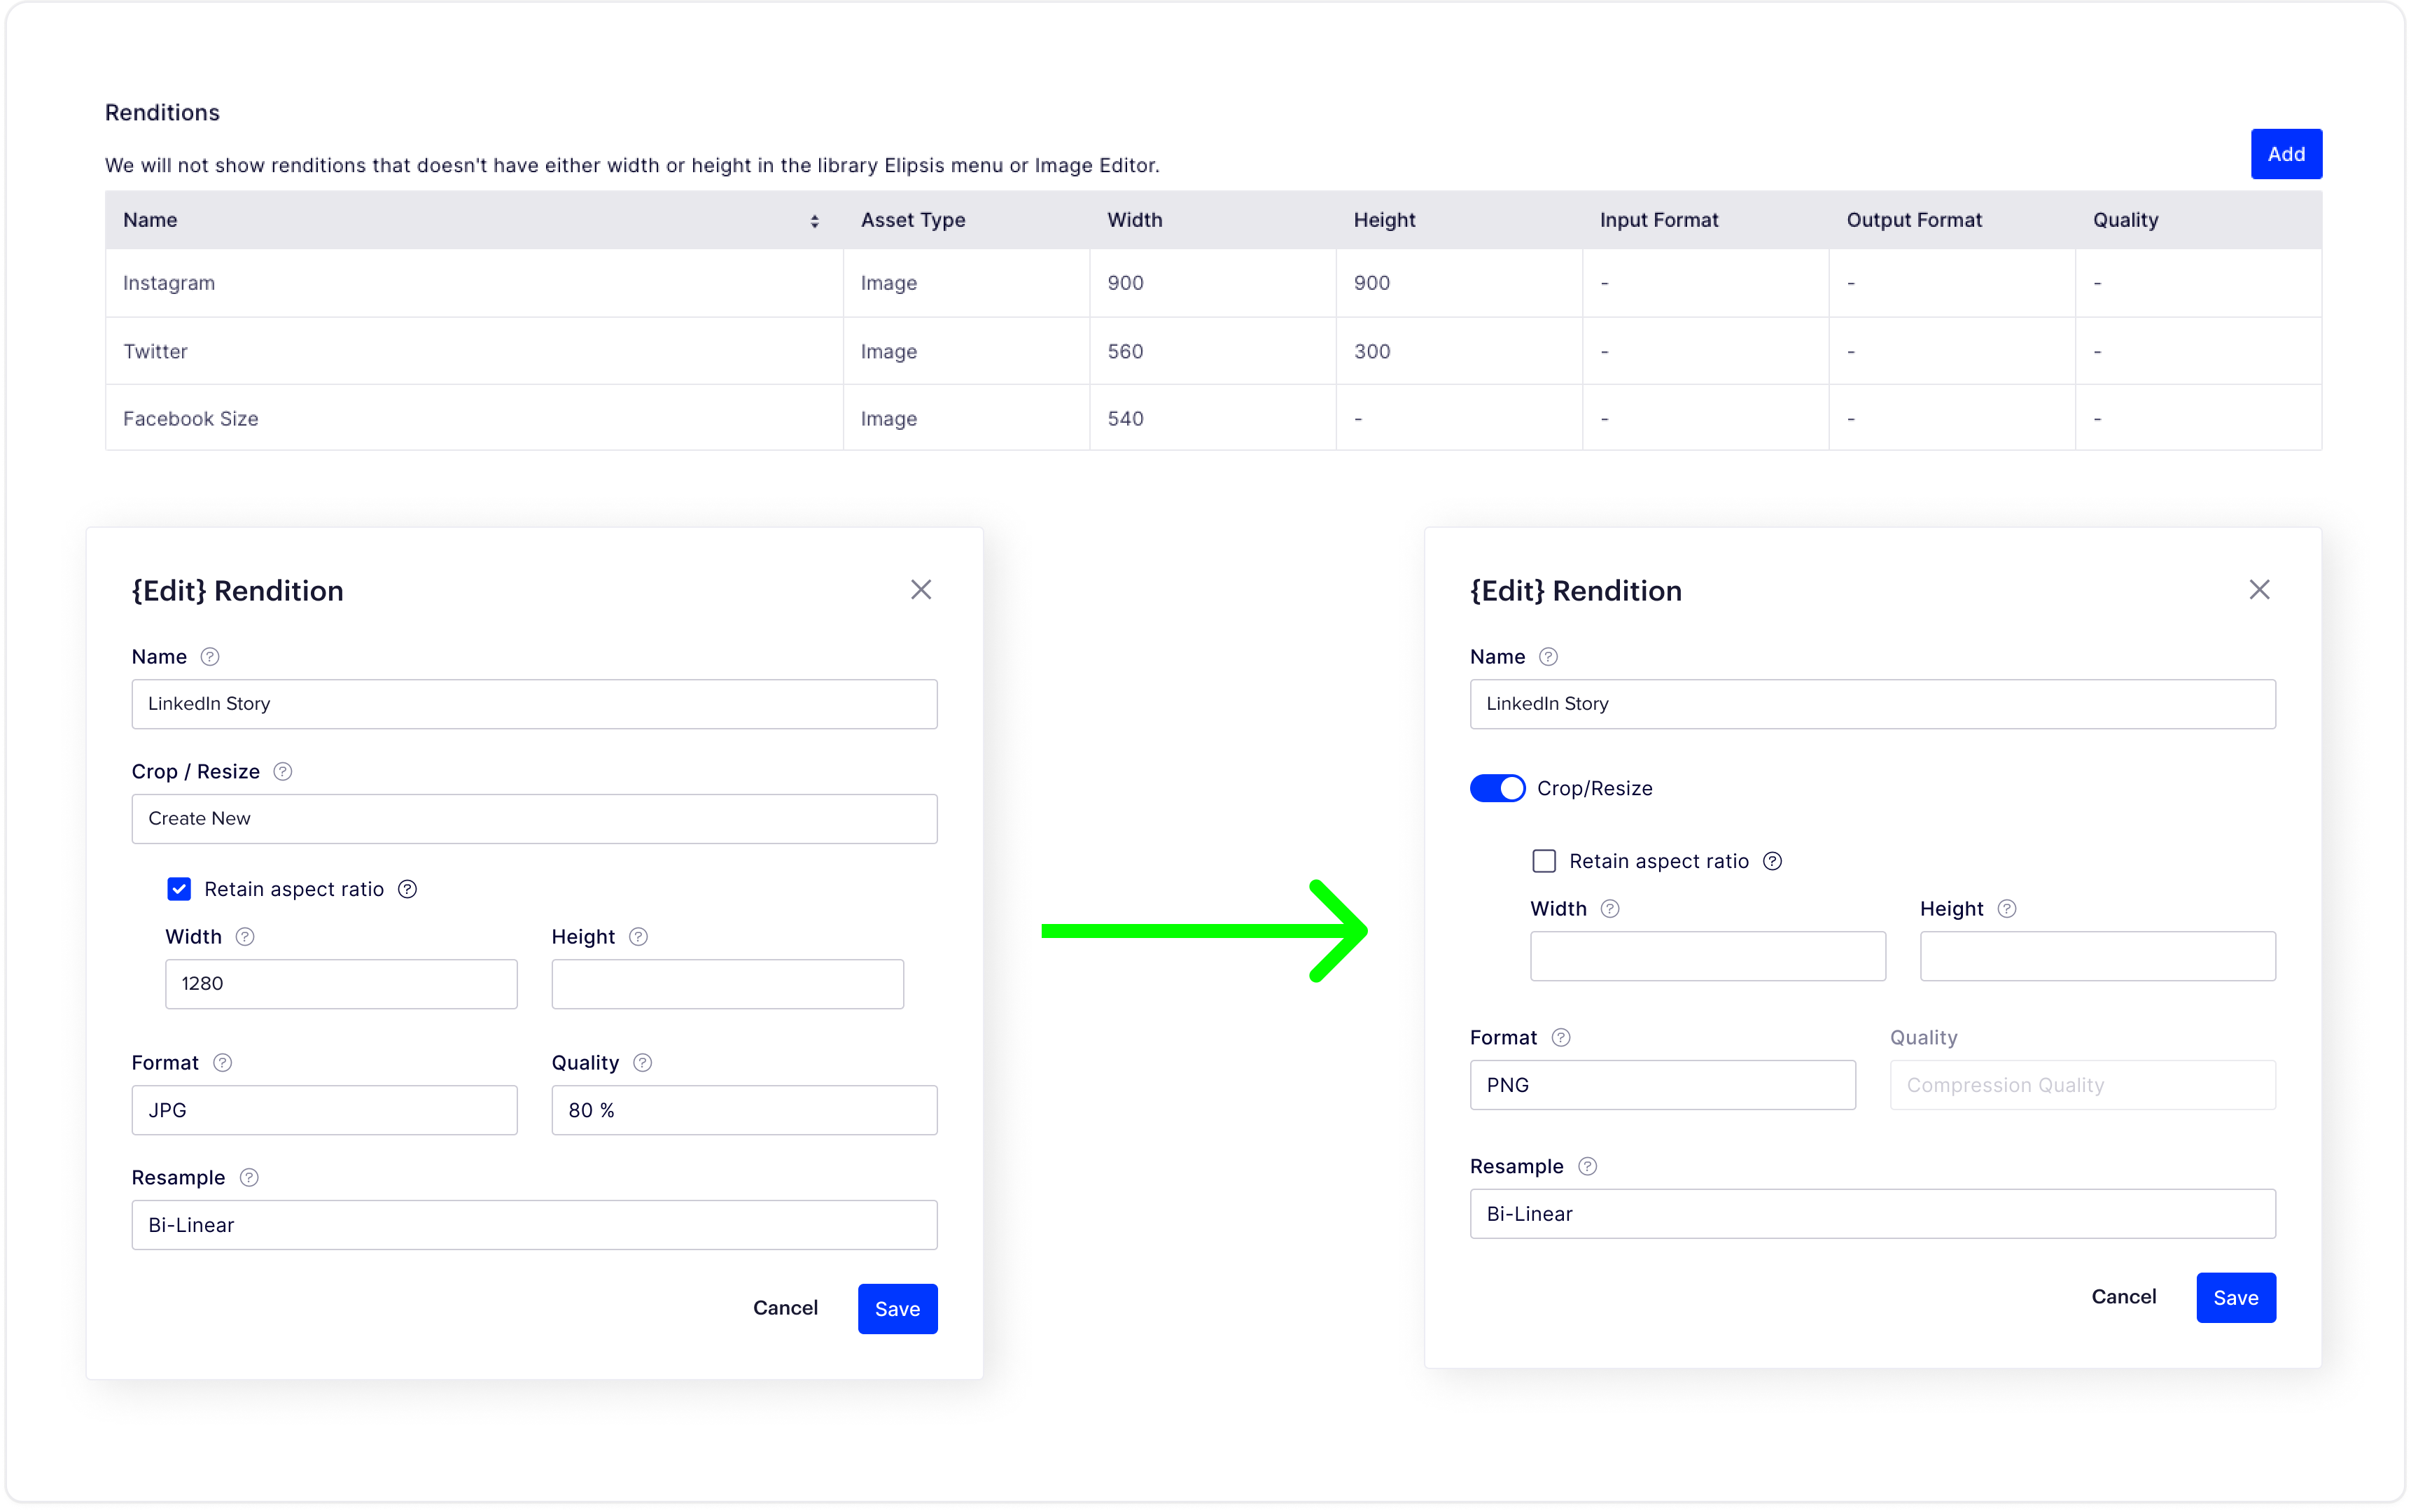 Renditions
We will not show renditions that doesn't have either width or height in the library Elipsis menu or Image Editor.
Add
Name Asset Type Width Height Input Format Output Format Quality
Instagram Image 900 900 - - -
Twitter Image 560 300 - - -
Facebook Size Image 540 - - - -
{Edit} Rendition
Name ?
LinkedIn Story
Crop / Resize ?
Create New
Retain aspect ratio ?
Width ? Height ?
1280
Format ? Quality ?
JPG 80 %
Resample ?
Bi-Linear
Cancel Save
{Edit} Rendition
Name ?
LinkedIn Story
Crop/Resize
Retain aspect ratio ?
Width ? Height ?
Format ? Quality
PNG Compression Quality
Resample ?
Bi-Linear
Cancel Save